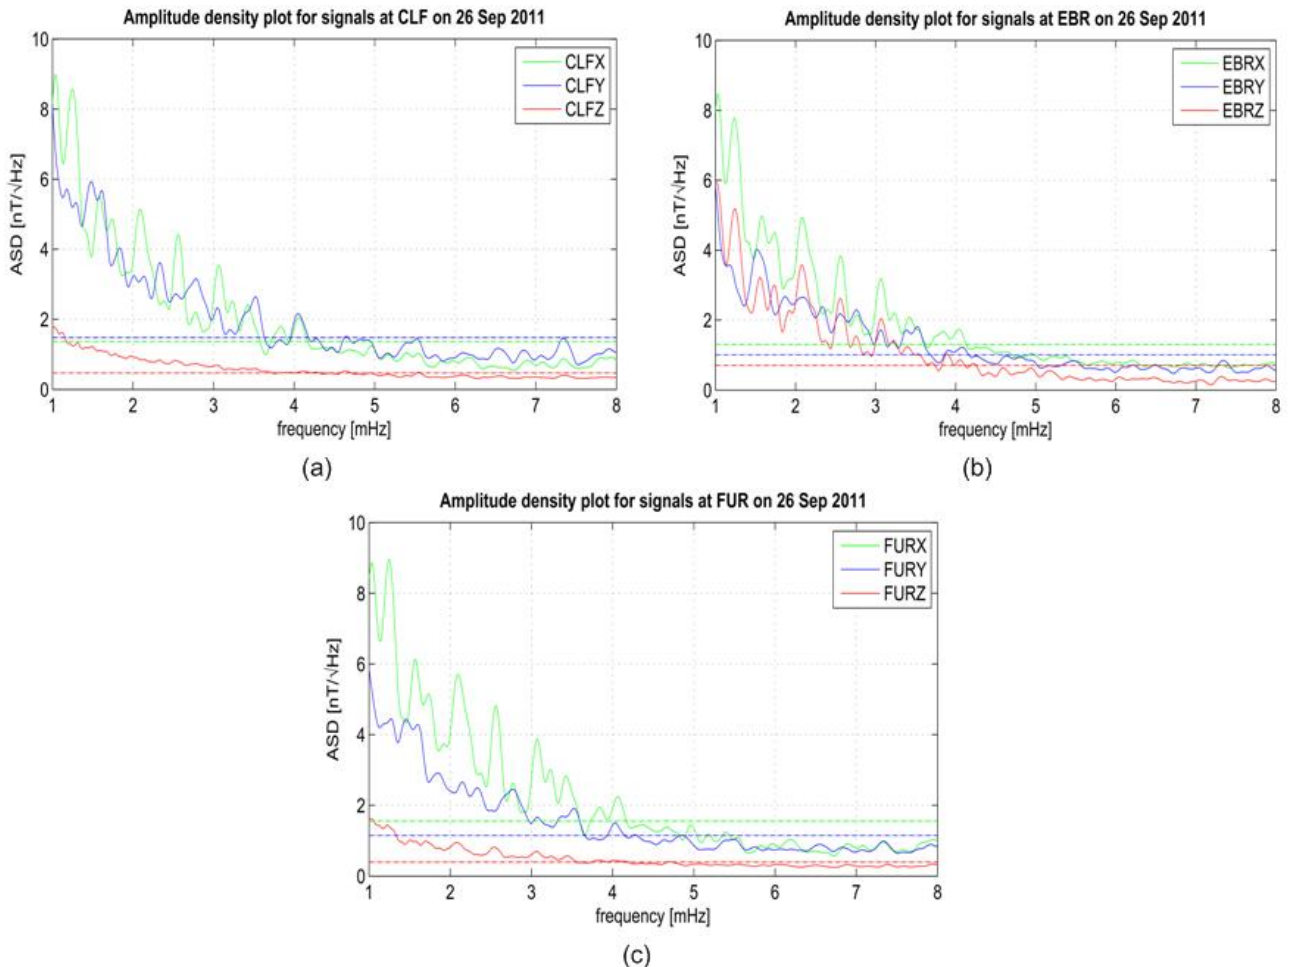 Amplitude density plot for signals at CLF on 26 Sep 2011
10
8
6
4
2
0
ASD [nT/√Hz]
CLFX
CLFY
CLFZ
1 2 3 4 5 6 7 8
frequency [mHz]
(a)
Amplitude density plot for signals at EBR on 26 Sep 2011
10
8
6
4
2
0
ASD [nT/√Hz]
EBRX
EBRY
EBRZ
1 2 3 4 5 6 7 8
frequency [mHz]
(b)
Amplitude density plot for signals at FUR on 26 Sep 2011
10
8
6
4
2
0
ASD [nT/√Hz]
FURX
FURY
FURZ
1 2 3 4 5 6 7 8
frequency [mHz]
(c)